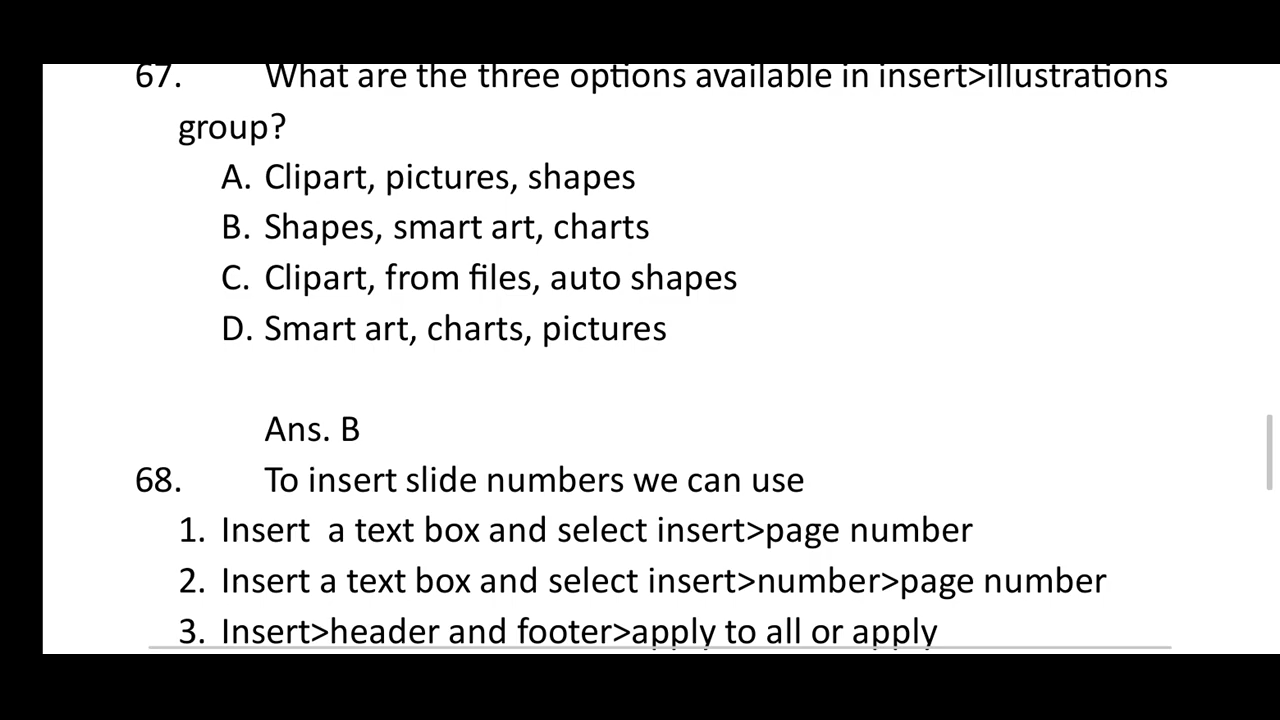 67. What are the three options available in insert>illustrations
group?
A. Clipart, pictures, shapes
B. Shapes, smart art, charts
C. Clipart, from files, auto shapes
D. Smart art, charts, pictures
Ans. B
68. To insert slide numbers we can use
1. Insert  a text box and select insert>page number
2. Insert a text box and select insert>number>page number
3. Insert>header and footer>apply to all or apply